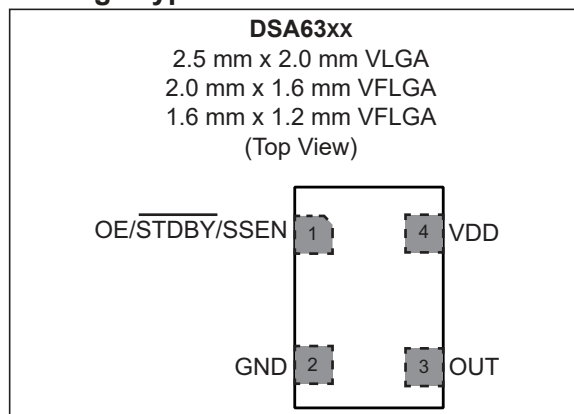 DSA63xx
2.5 mm x 2.0 mm VLGA
2.0 mm x 1.6 mm VFLGA
1.6 mm x 1.2 mm VFLGA
(Top View)
OE/STDBY/SSEN 1 4 VDD
GND 2 3 OUT